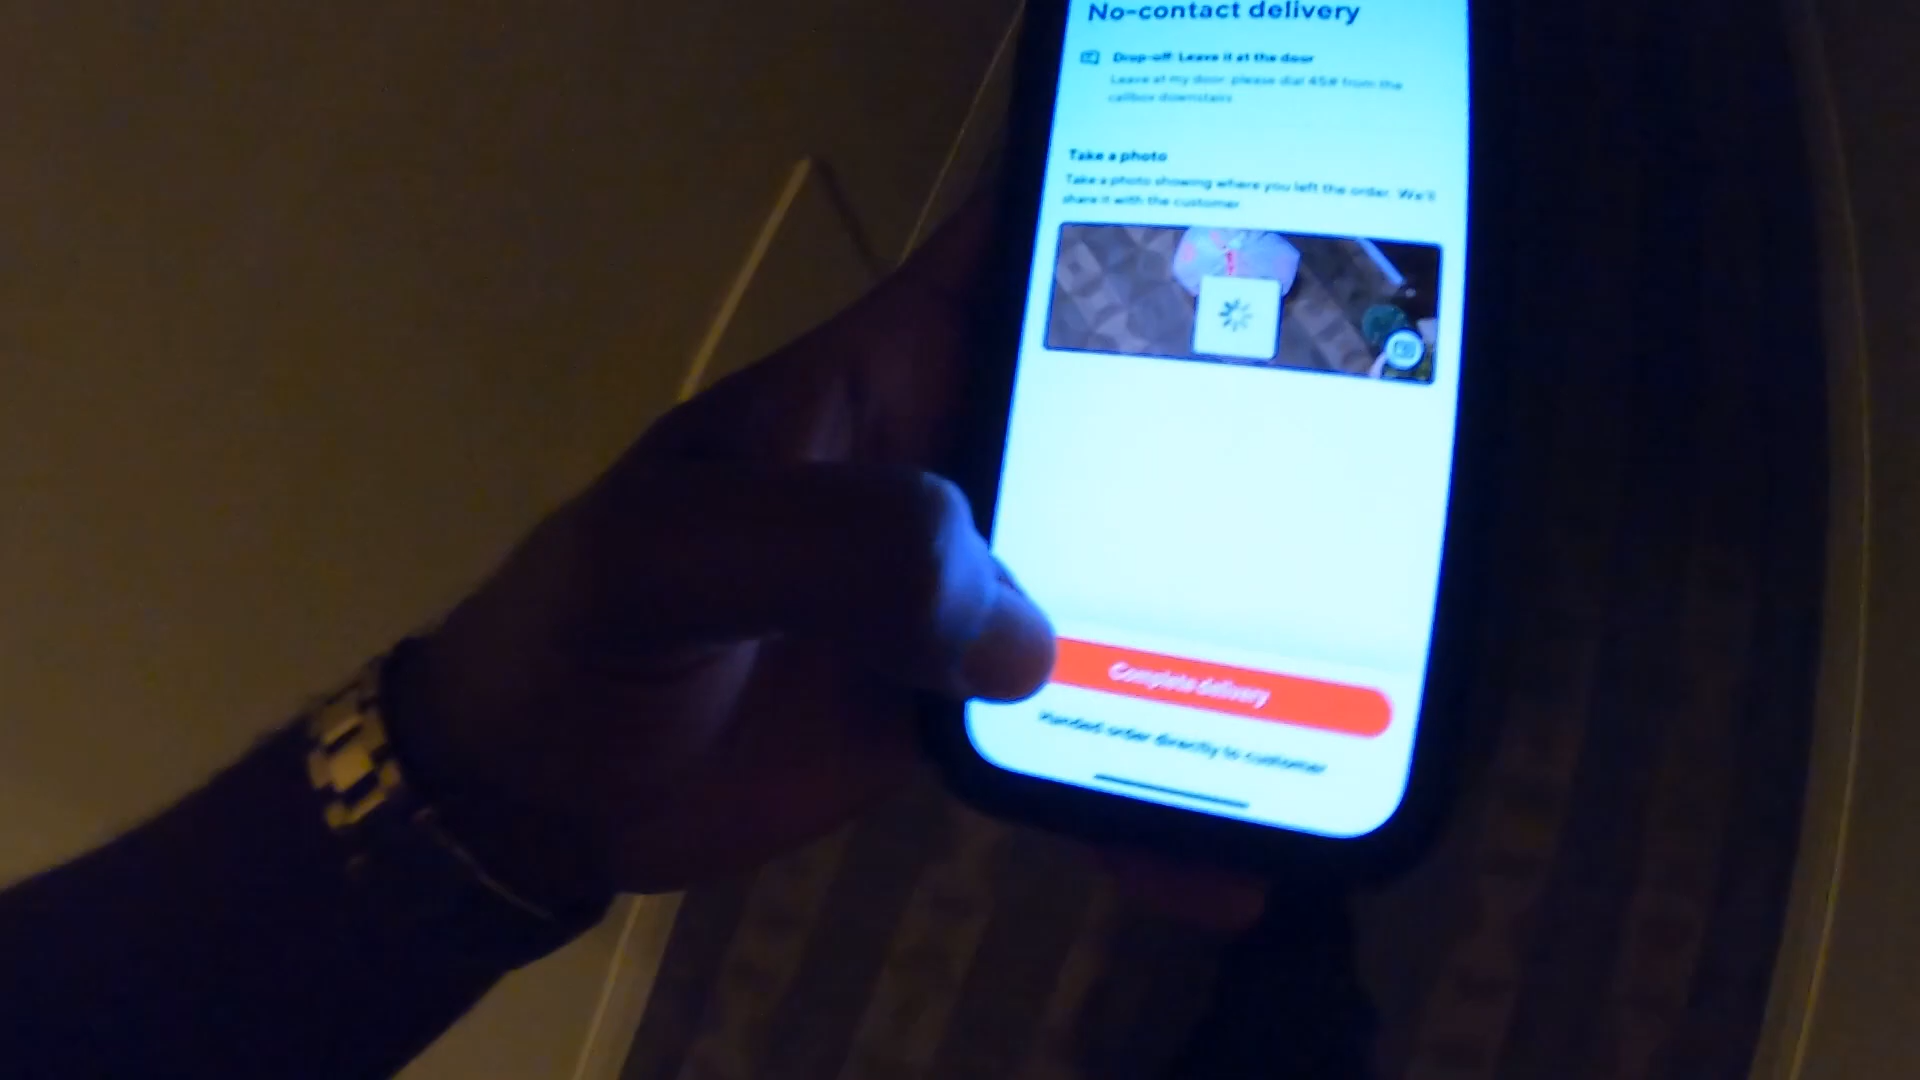 No-contact delivery
Drop-off: Leave it at the door
Leave at my door: please dial 45# from the
callbox downstairs
Take a photo
Take a photo showing where you left the order. We'll
share it with the customer
Complete delivery
Handed order directly to customer